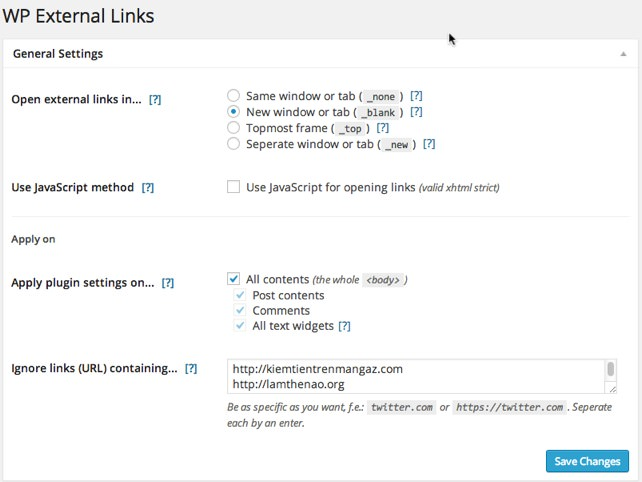 WP External Links
General Settings
Open external links in... [?]
Same window or tab ( _none ) [?]
New window or tab ( _blank ) [?]
Topmost frame ( _top ) [?]
Seperate window or tab ( _new ) [?]
Use JavaScript method [?]
Use JavaScript for opening links (valid xhtml strict)
Apply on
Apply plugin settings on... [?]
All contents (the whole <body> )
Post contents
Comments
All text widgets [?]
Ignore links (URL) containing... [?]
http://kiemtientrenmangaz.com
http://lamthenao.org
Be as specific as you want, f.e.: twitter.com or https://twitter.com . Seperate
each by an enter.
Save Changes